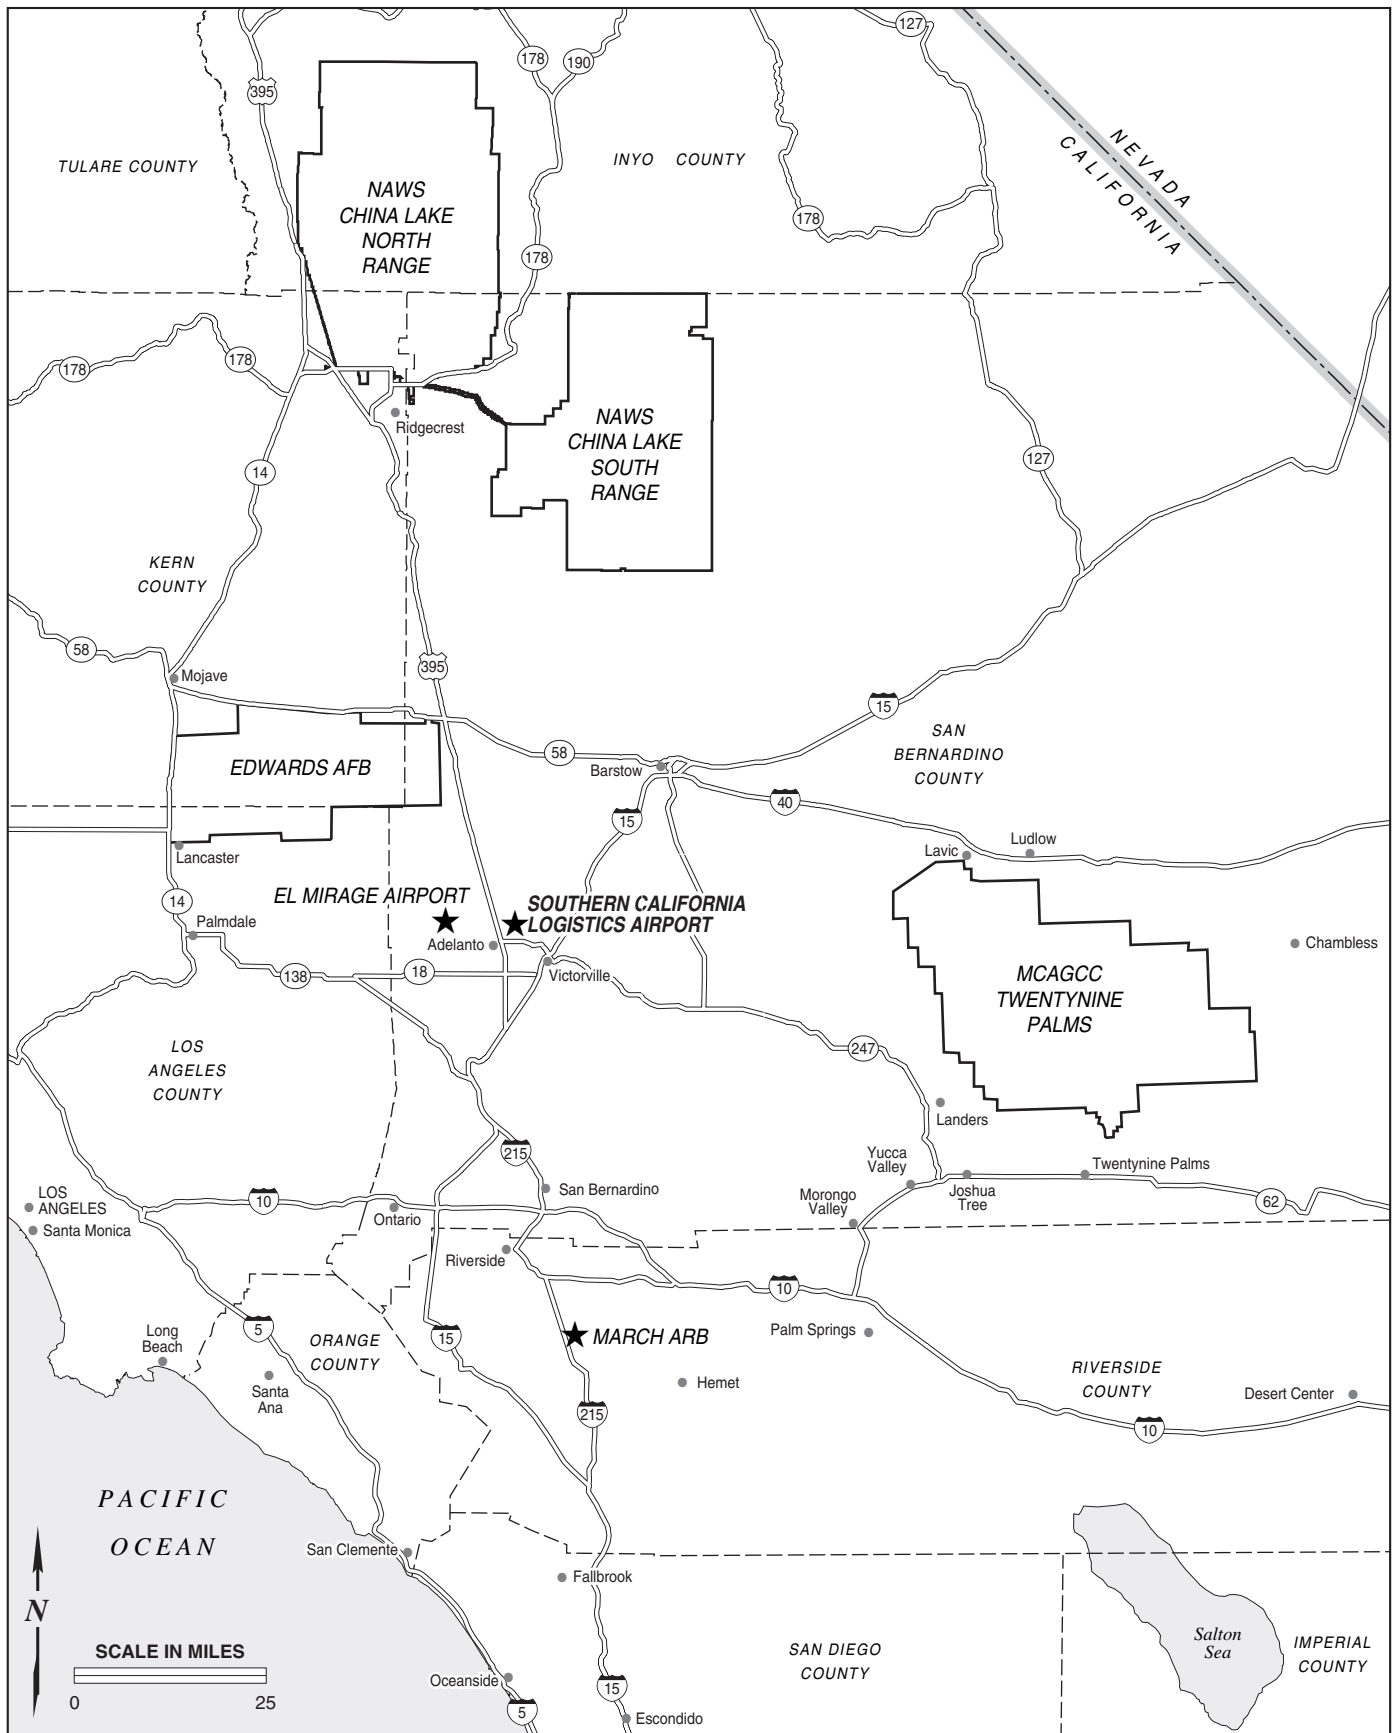 127
178
190
395
NEVADA
CALIFORNIA
TULARE COUNTY
INYO COUNTY
NAWS
CHINA LAKE
NORTH
RANGE
178
178
178
178
NAWS
CHINA LAKE
SOUTH
RANGE
Ridgecrest
14
127
KERN
COUNTY
58
395
Mojave
15
SAN
BERNARDINO
COUNTY
EDWARDS AFB
58
Barstow
40
15
Ludlow
Lavic
Lancaster
EL MIRAGE AIRPORT
SOUTHERN CALIFORNIA
LOGISTICS AIRPORT
14
Palmdale
Adelanto
Chambless
138
18
Victorville
MCAGCC
TWENTYNINE
PALMS
LOS
ANGELES
COUNTY
247
Landers
215
Yucca
Valley
Twentynine Palms
LOS
ANGELES
10
San Bernardino
Morongo
Valley
Joshua
Tree
62
Santa Monica
Ontario
Riverside
10
Long
Beach
5
ORANGE
COUNTY
15
MARCH ARB
Palm Springs
Santa
Ana
Hemet
RIVERSIDE
COUNTY
Desert Center
215
10
PACIFIC
OCEAN
San Clemente
Fallbrook
N
SCALE IN MILES
0 25
SAN DIEGO
COUNTY
Salton
Sea
IMPERIAL
COUNTY
Oceanside
15
5
Escondido